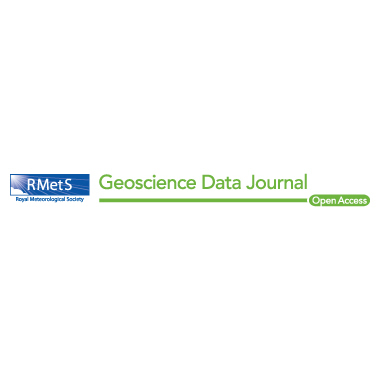 RMetS
Royal Meteorological Society
Geoscience Data Journal
Open Access